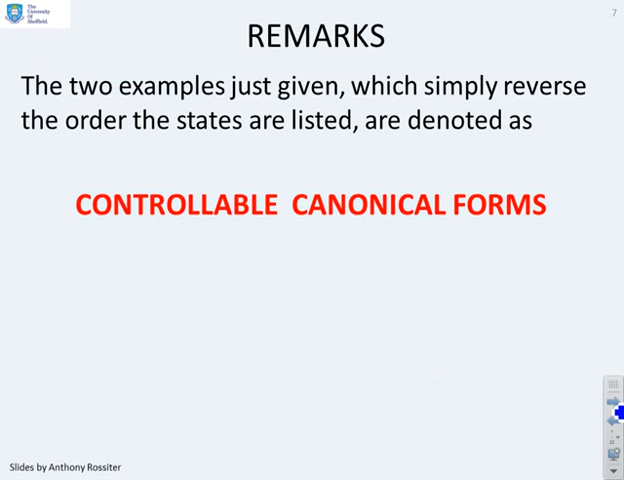 The
University
Of
Sheffield.
7
REMARKS
The two examples just given, which simply reverse
the order the states are listed, are denoted as
CONTROLLABLE CANONICAL FORMS
Slides by Anthony Rossiter